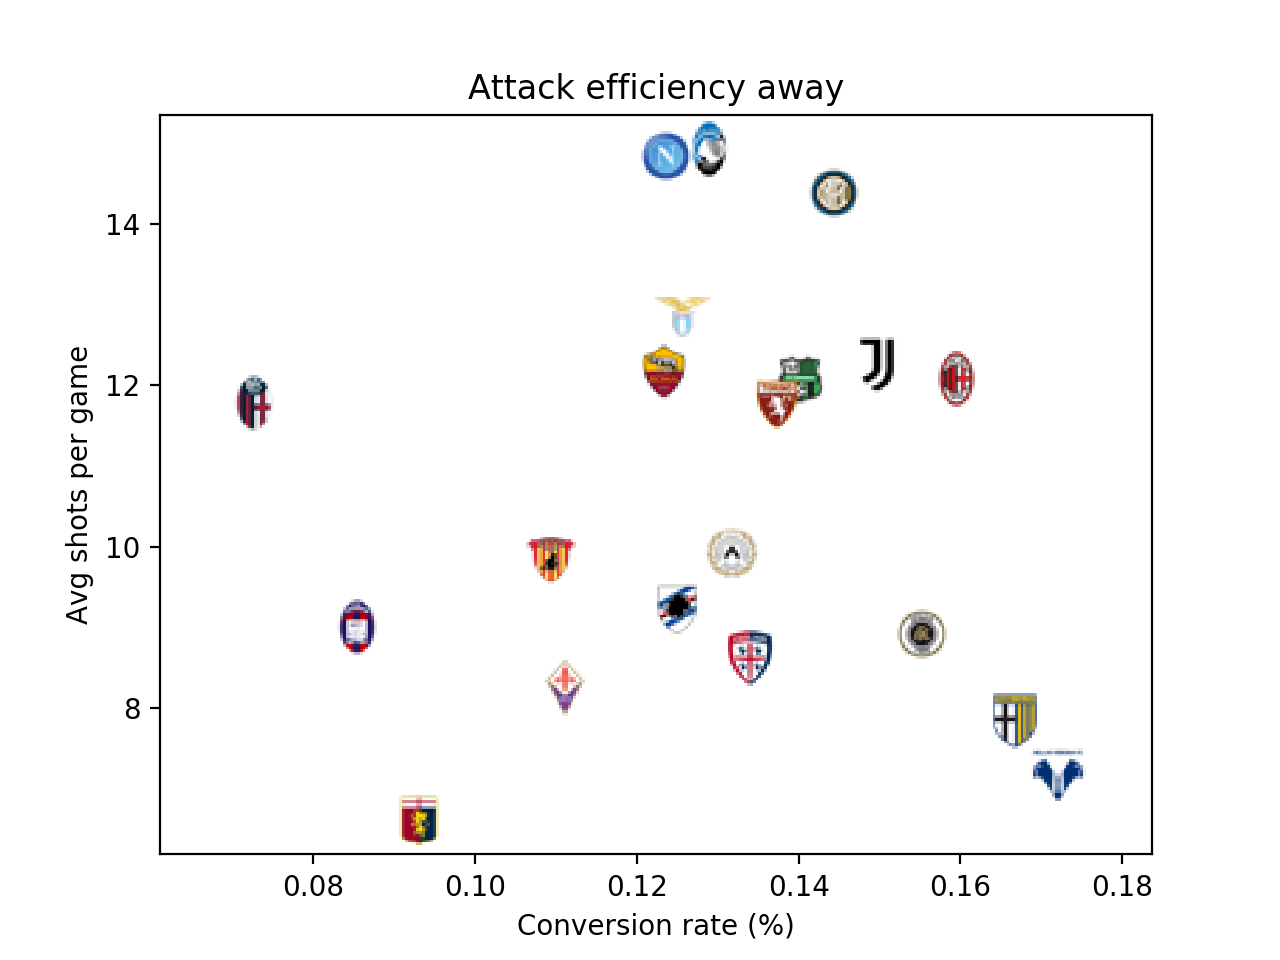 Attack efficiency away
Avg shots per game
14
12
10
8
N
0.08 0.10 0.12 0.14 0.16 0.18
Conversion rate (%)